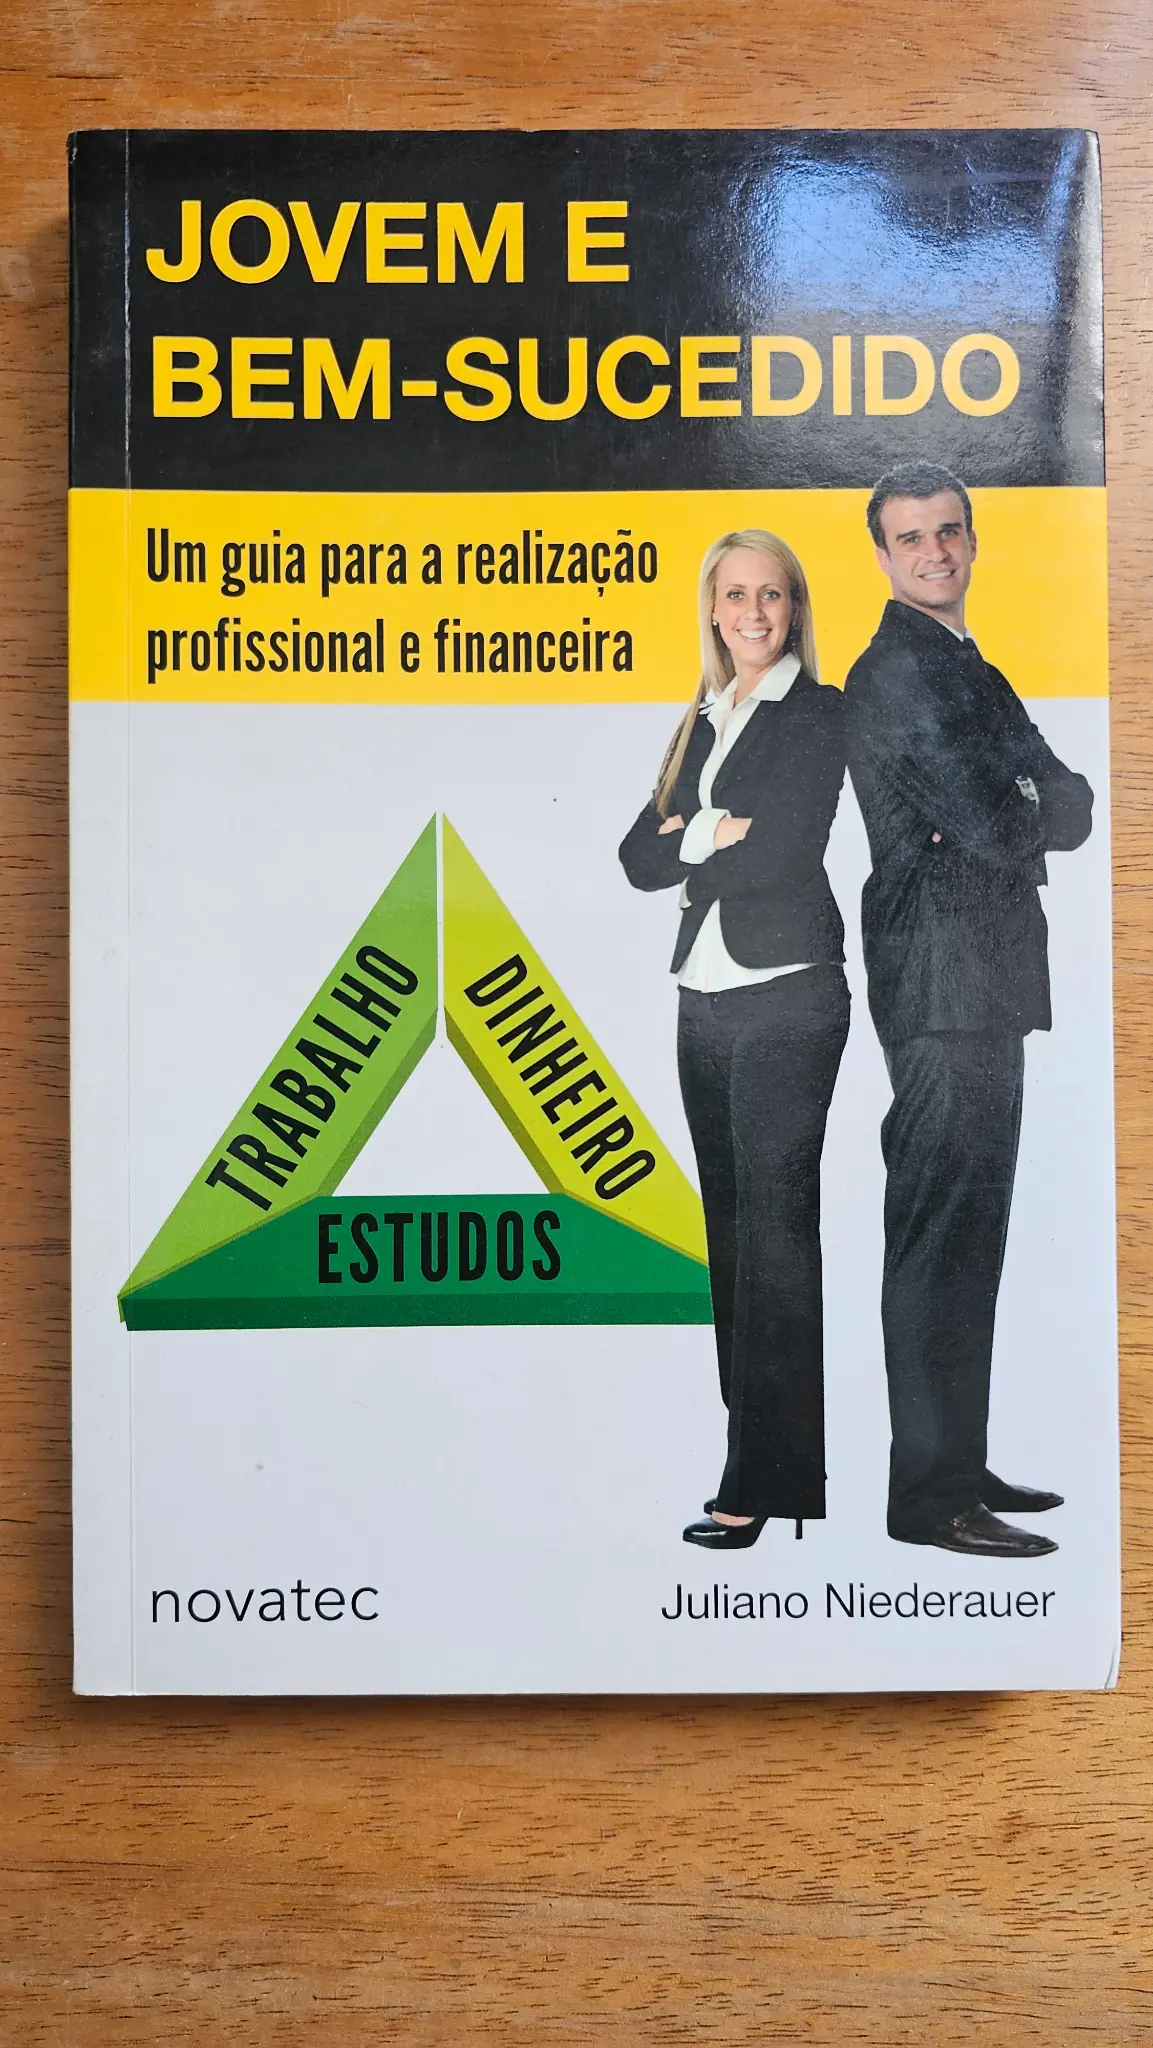 JOVEM E
BEM-SUCEDIDO
Um guia para a realização
profissional e financeira
TRABALHO
DINHEIRO
ESTUDOS
novatec
Juliano Niederauer